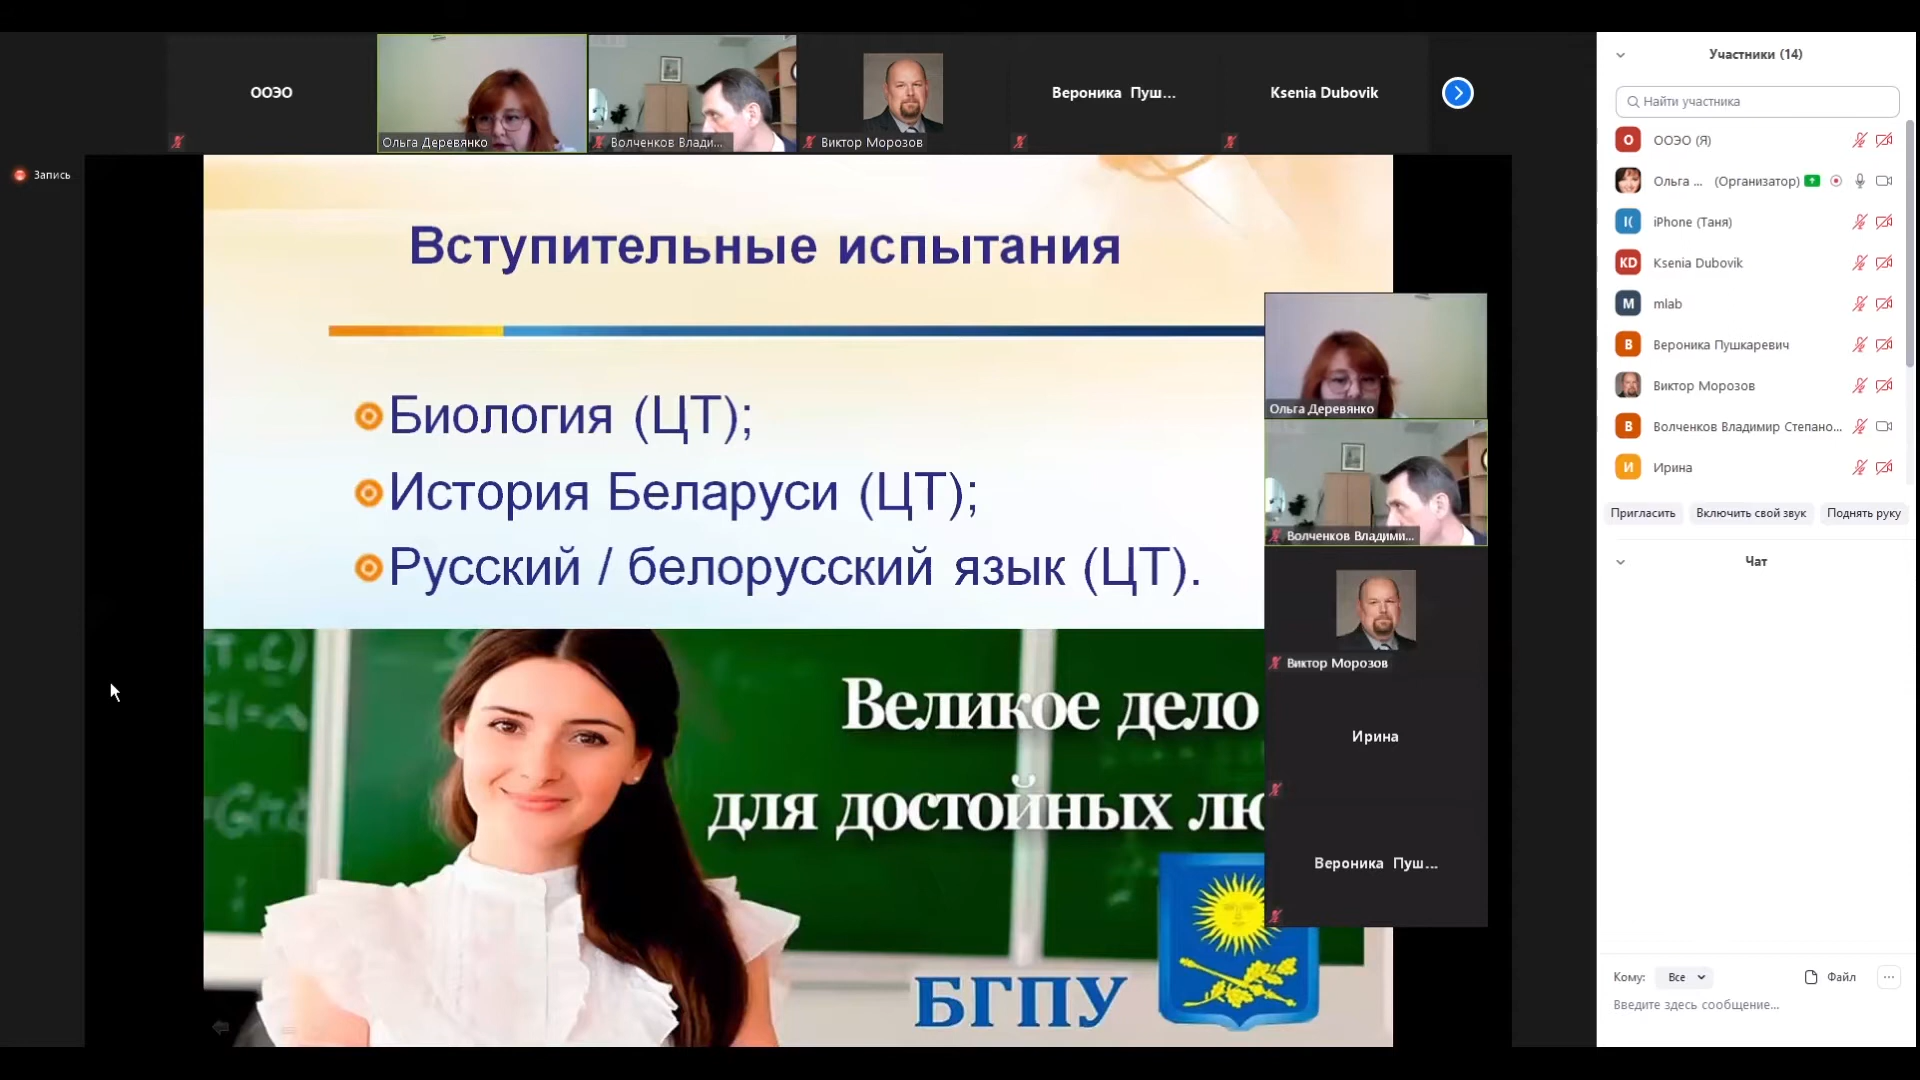 ООЭО
Ольга Деревянко
Волченков Влади...
Виктор Морозов
Вероника Пуш...
Ksenia Dubovik
Запись
Вступительные испытания
Биология (ЦТ);
История Беларуси (ЦТ);
Русский / белорусский язык (ЦТ).
Великое дело
для достойных лю
БГПУ
Ольга Деревянко
Волченков Владими...
Виктор Морозов
Ирина
Вероника Пуш...
Участники (14)
Найти участника
О ООЭО (Я)
Ольга ... (Организатор)
I( iPhone (Таня)
KD Ksenia Dubovik
M mlab
В Вероника Пушкаревич
Виктор Морозов
В Волченков Владимир Степано...
И Ирина
Пригласить Включить свой звук Поднять руку
Чат
Кому: Все Файл ...
Введите здесь сообщение...